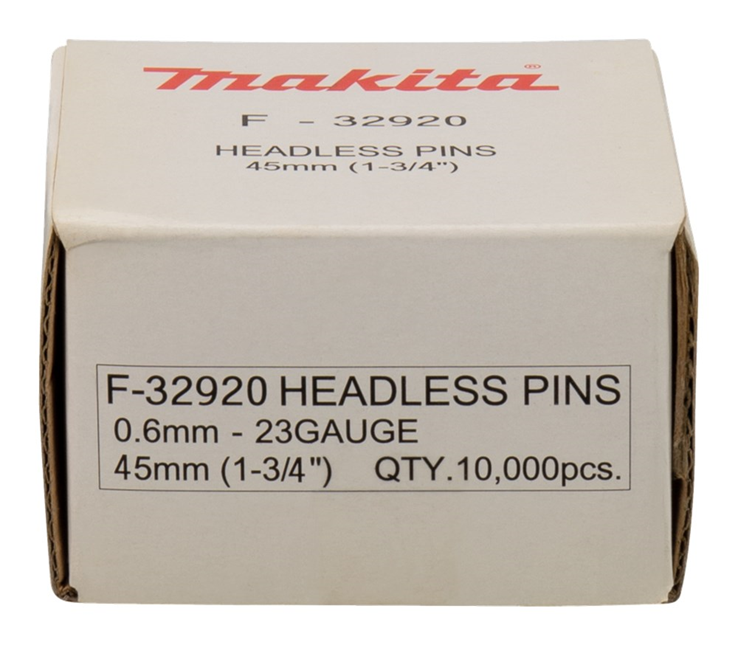 makita®
F - 32920
HEADLESS PINS
45mm (1-3/4")
F-32920 HEADLESS PINS
0.6mm - 23GAUGE
45mm (1-3/4") QTY.10,000pcs.